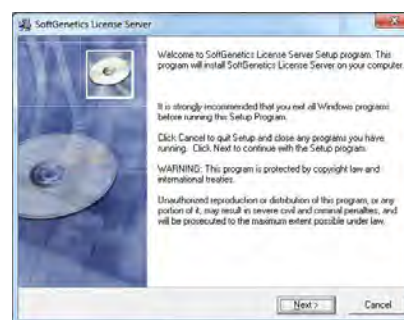 SoftGenetics License Server
Welcome to SoftGenetics License Server Setup program. This
program will install SoftGenetics License Server on your computer.
It is strongly recommended that you exit all Windows programs
before running this Setup Program.
Click Cancel to quit Setup and close any programs you have
running. Click Next to continue with the Setup program.
WARNING: This program is protected by copyright law and
international treaties.
Unauthorized reproduction or distribution of this program, or any
portion of it, may result in severe civil and criminal penalties, and
will be prosecuted to the maximum extent possible under law.
Next >
Cancel